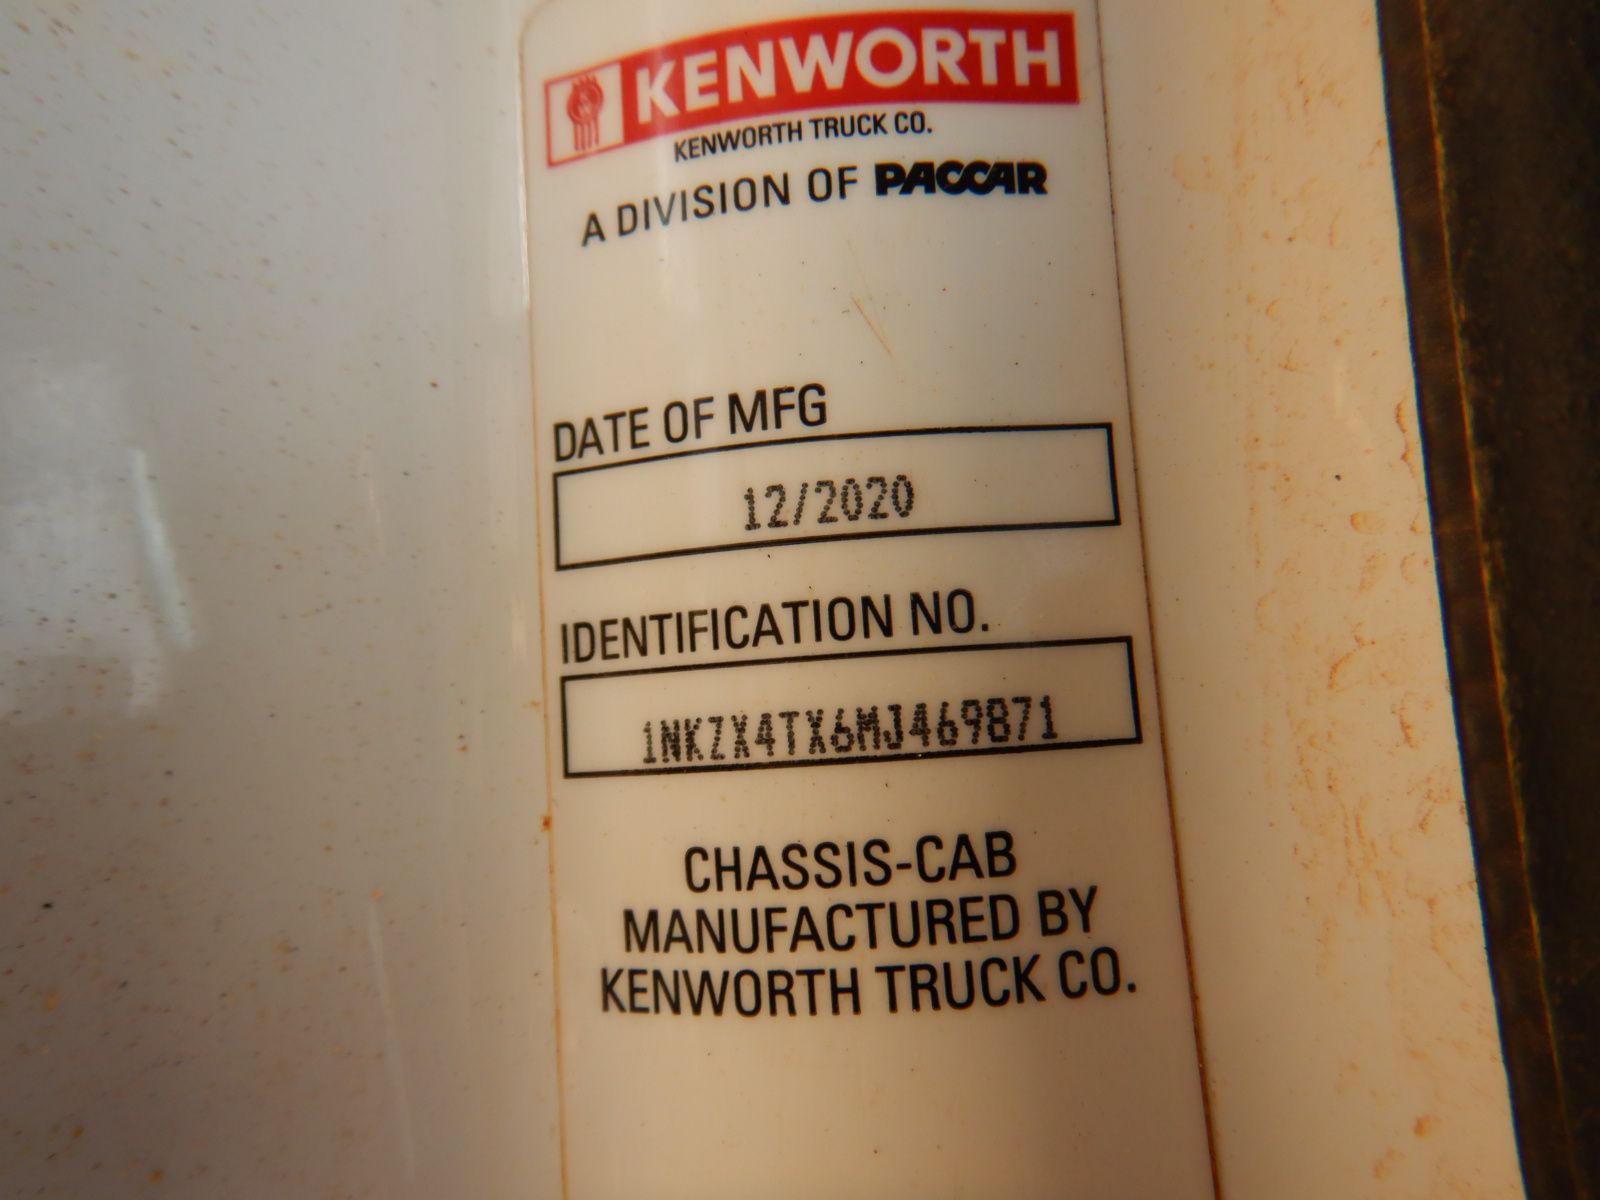 KENWORTH
KENWORTH TRUCK CO.
A DIVISION OF PACCAR
DATE OF MFG
12/2020
IDENTIFICATION NO.
1NKZX4TX6MJ469871
CHASSIS-CAB
MANUFACTURED BY
KENWORTH TRUCK CO.